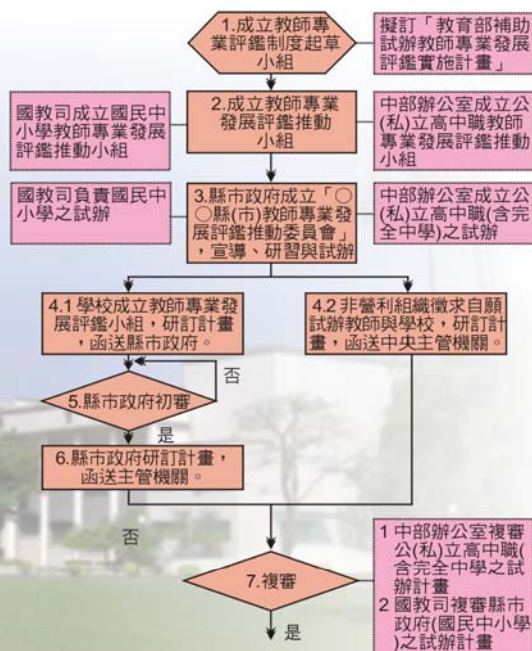 1.成立教師專
業評鑑制度起草
小組
擬訂「教育部補助
試辦教師專業發展
評鑑實施計畫」
國教司成立國民中
小學教師專業發展
評鑑推動小組
2.成立教師專業
發展評鑑推動
小組
中部辦公室成立公
(私)立高中職教師
專業發展評鑑推動
小組
國教司負責國民中
小學之試辦
3.縣市政府成立「○
○縣(市)教師專業發
展評鑑推動委員會」
,宣導、研習與試辦
中部辦公室成立公
(私)立高中職(含完
全中學)之試辦
4.1 學校成立教師專業發
展評鑑小組,研訂計畫
,函送縣市政府。
4.2 非營利組織徵求自願
試辦教師與學校,研訂計
畫,函送中央主管機關。
否
5.縣市政府初審
是
6.縣市政府研訂計畫,
函送主管機關。
否
7.複審
1 中部辦公室複審
公(私)立高中職(
含完全中學之試
辦計畫
2 國教司複審縣市
政府(國民中小學
)之試辦計畫
是